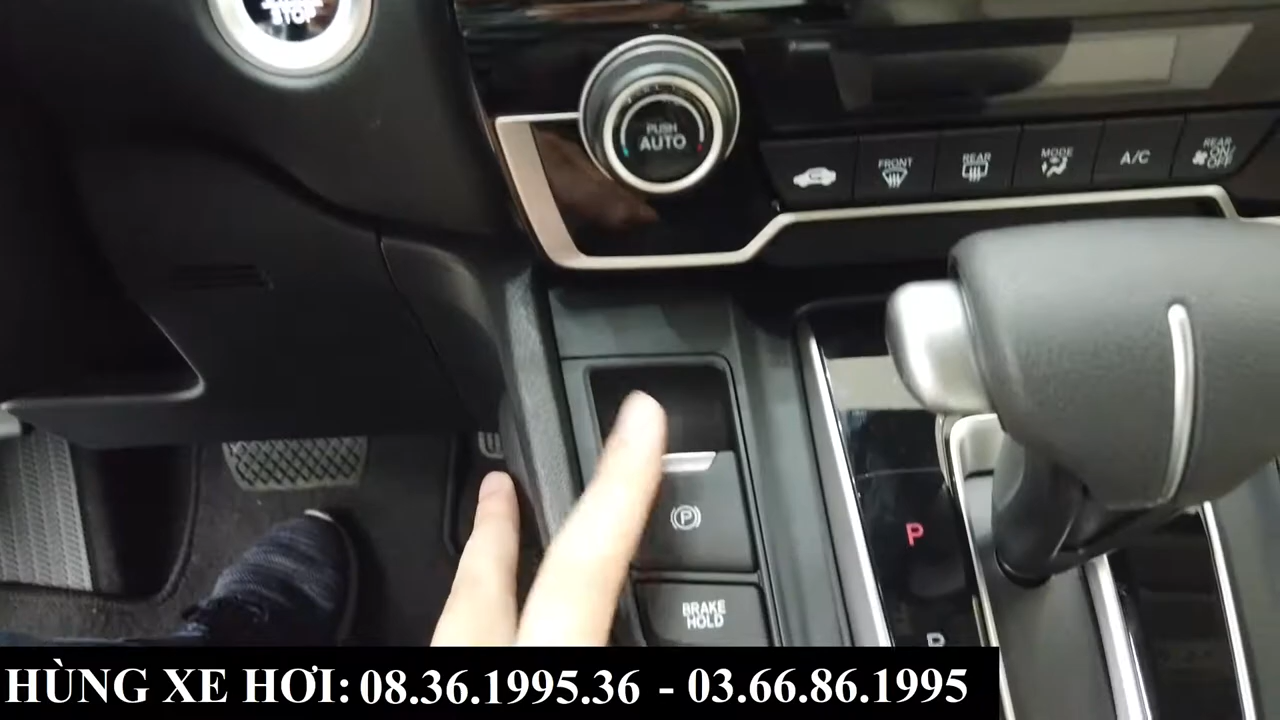 STOP
PUSH
AUTO
FRONT
REAR
MODE
A/C
REAR
ON/
OFF
P
P
R
BRAKE
HOLD
HÙNG XE HƠI: 08.36.1995.36 - 03.66.86.1995